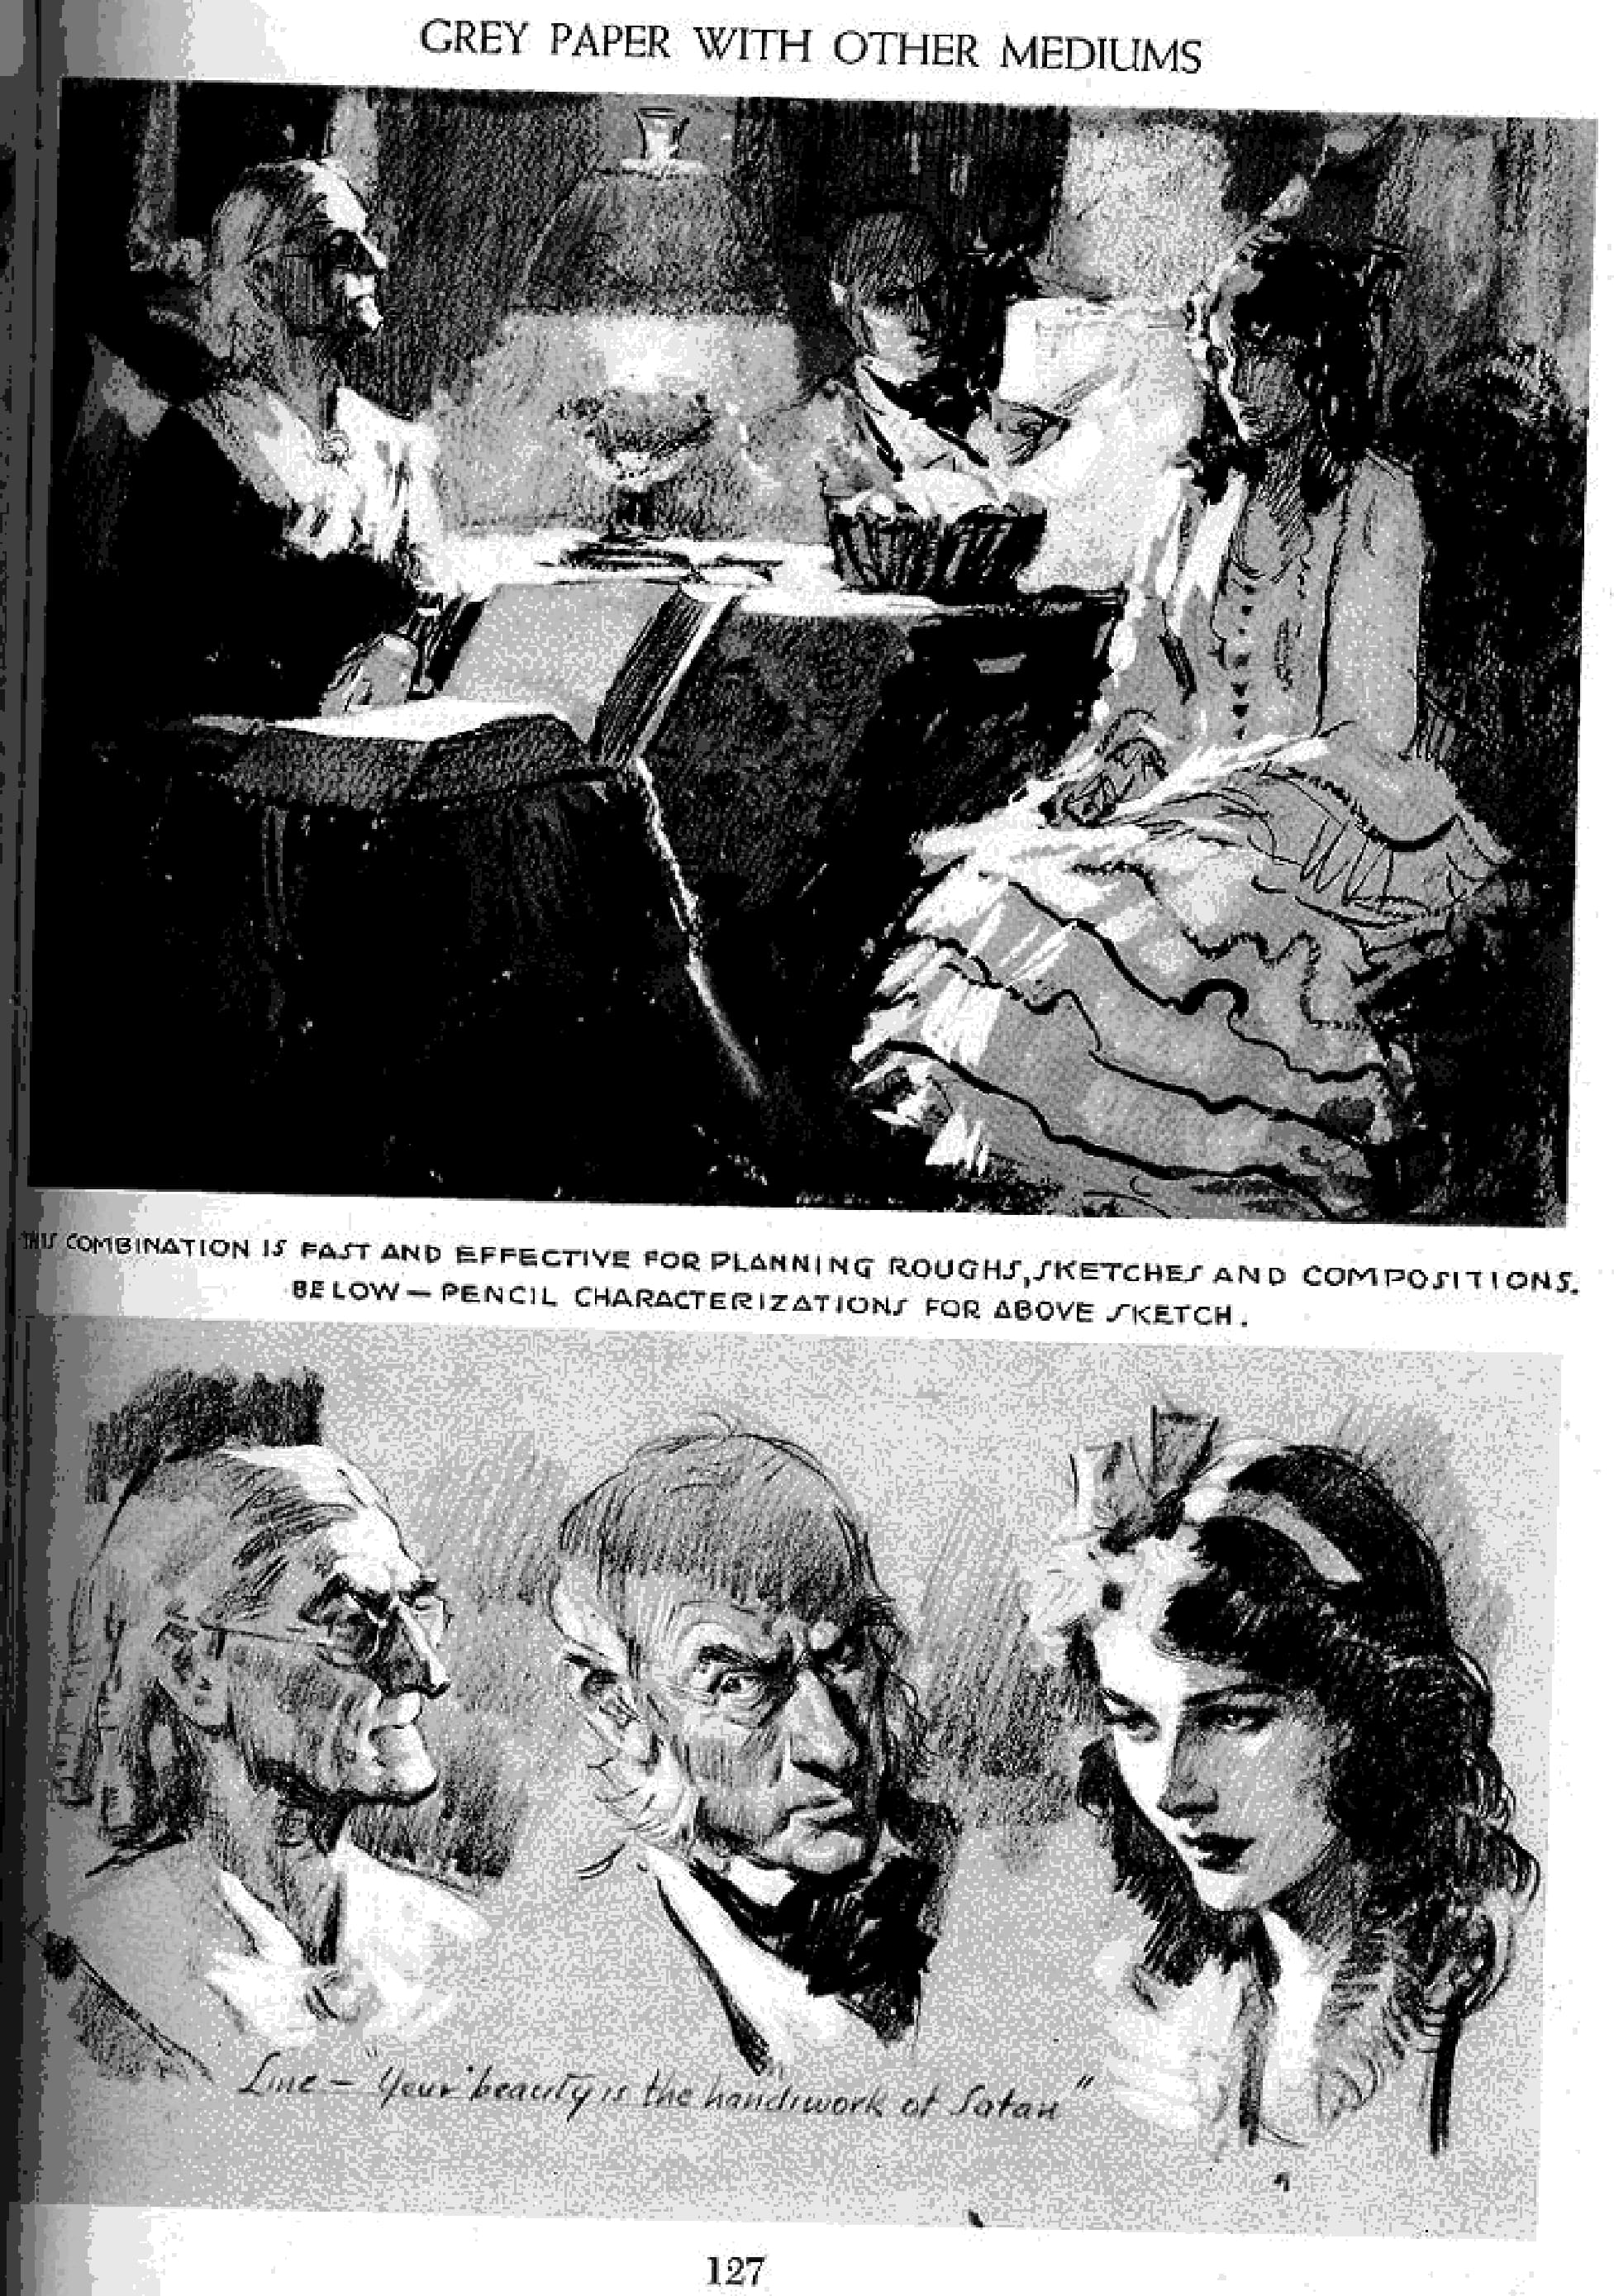 GREY PAPER WITH OTHER MEDIUMS
THIS COMBINATION IS FAST AND EFFECTIVE FOR PLANNING ROUGHS, SKETCHES AND COMPOSITIONS.
BELOW — PENCIL CHARACTERIZATIONS FOR ABOVE SKETCH.
Line - "Your beauty is the handiwork of Satan"
127